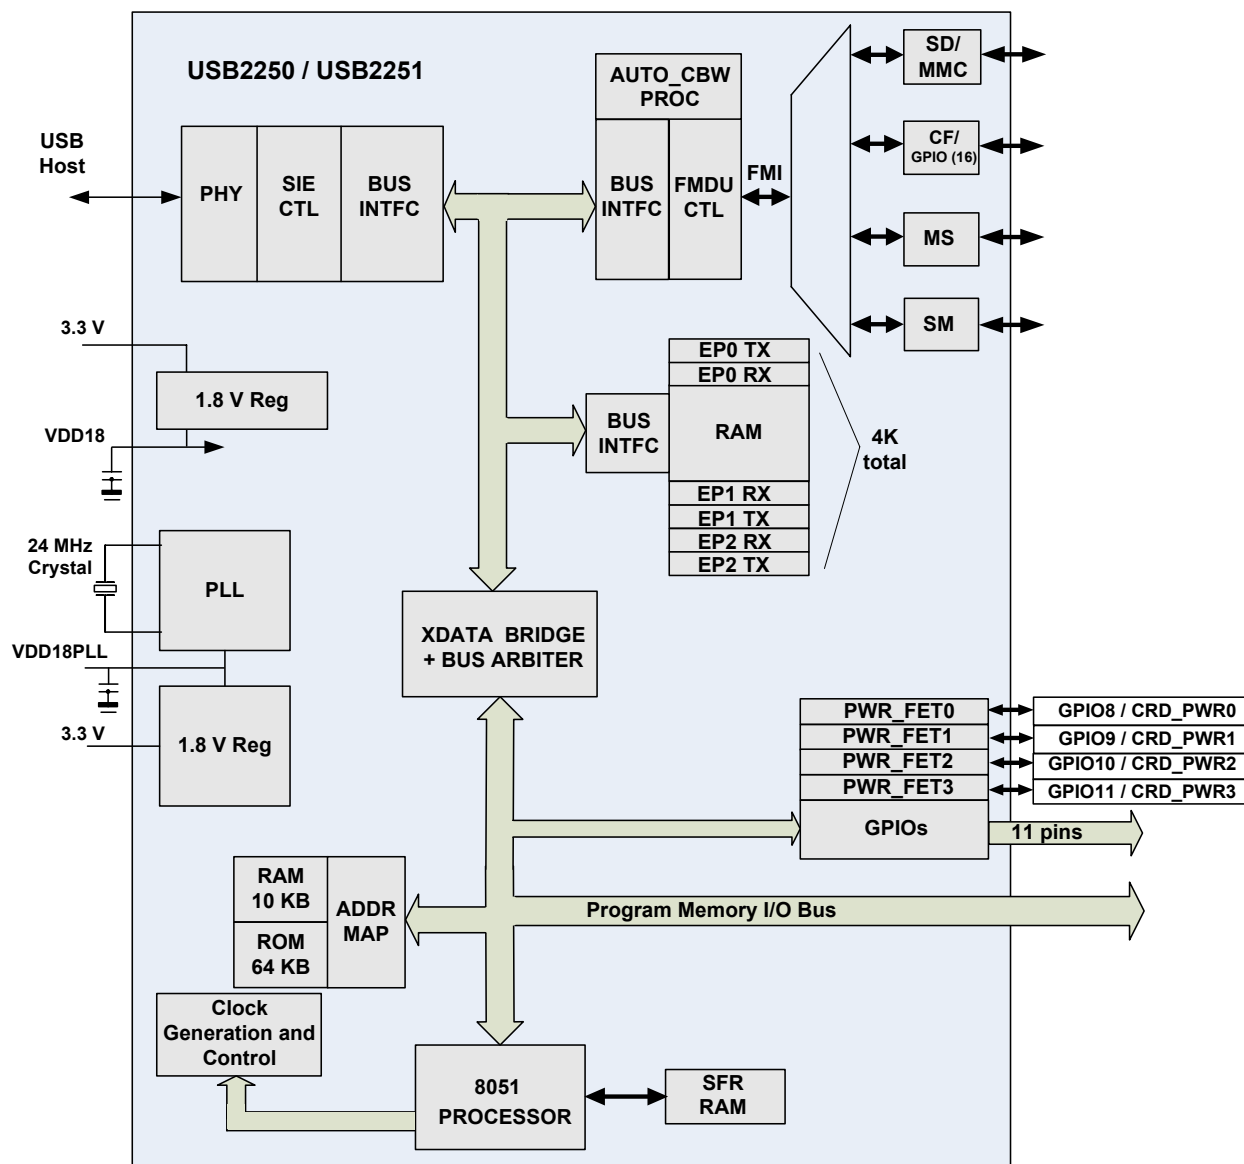 USB2250 / USB2251
USB
Host
PHY
SIE
CTL
BUS
INTFC
AUTO_CBW
PROC
BUS
INTFC
FMDU
CTL
FMI
SD/
MMC
CF/
GPIO (16)
MS
SM
3.3 V
1.8 V Reg
VDD18
EP0 TX
EP0 RX
BUS
INTFC
RAM
EP1 RX
EP1 TX
EP2 RX
EP2 TX
4K
total
24 MHz
Crystal
PLL
VDD18PLL
3.3 V
1.8 V Reg
XDATA BRIDGE
+ BUS ARBITER
PWR_FET0
PWR_FET1
PWR_FET2
PWR_FET3
GPIOs
GPIO8 / CRD_PWR0
GPIO9 / CRD_PWR1
GPIO10 / CRD_PWR2
GPIO11 / CRD_PWR3
11 pins
RAM
10 KB
ROM
64 KB
ADDR
MAP
Program Memory I/O Bus
Clock
Generation and
Control
8051
PROCESSOR
SFR
RAM